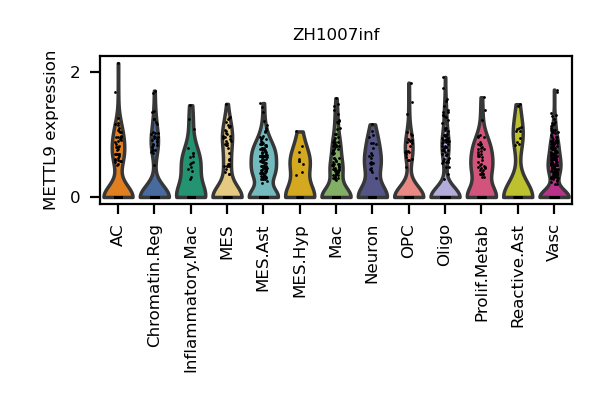 ZH1007inf
METTL9 expression
2
0
AC
Chromatin.Reg
Inflammatory.Mac
MES
MES.Ast
MES.Hyp
Mac
Neuron
OPC
Oligo
Prolif.Metab
Reactive.Ast
Vasc